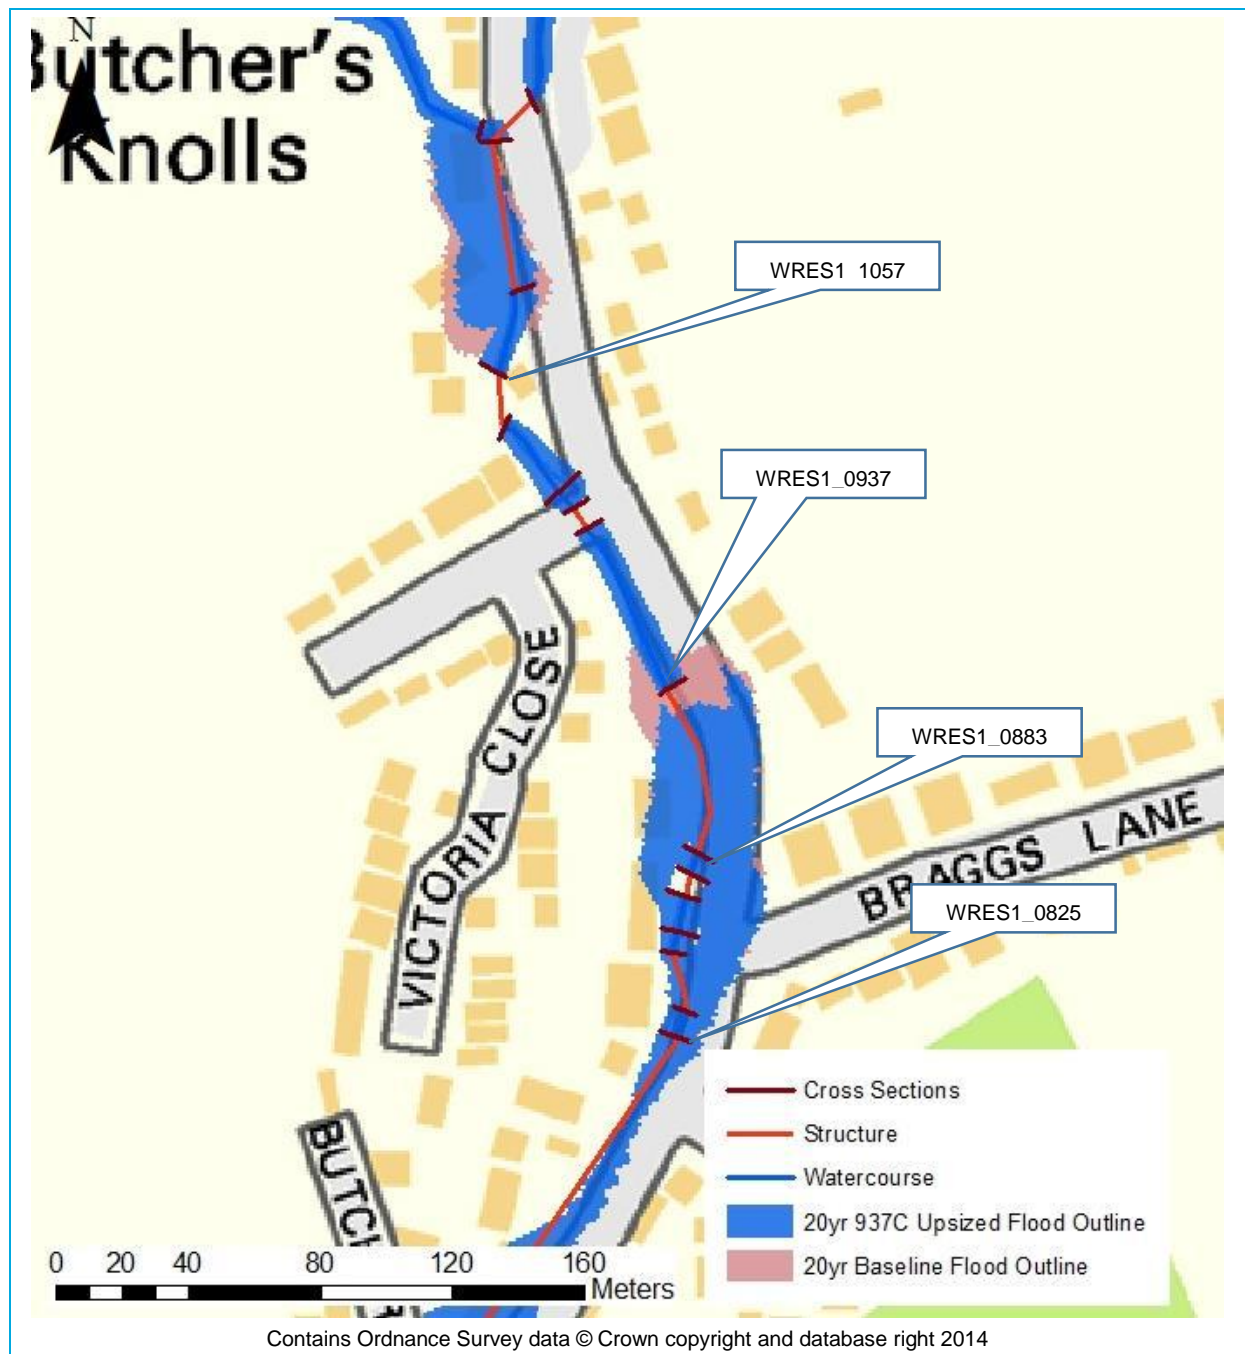 N
Butcher's
Knolls
WRES1_1057
WRES1_0937
VICTORIA CLOSE
WRES1_0883
BRAGGS LANE
WRES1_0825
Cross Sections
Structure
Watercourse
20yr 937C Upsized Flood Outline
20yr Baseline Flood Outline
0 20 40 80 120 160
Meters
Contains Ordnance Survey data © Crown copyright and database right 2014